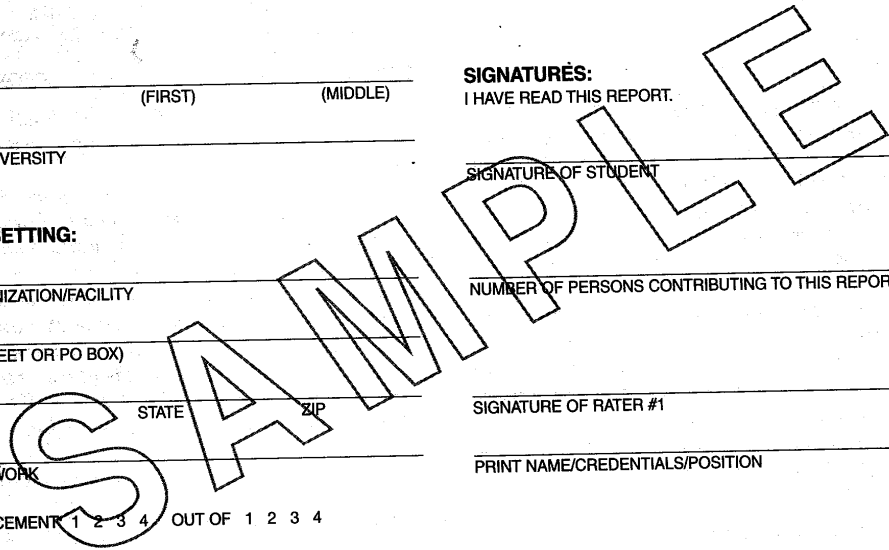 (FIRST) (MIDDLE)
VERSITY
ETTING:
NIZATION/FACILITY
EET OR PO BOX)
STATE ZIP
WORK
CEMENT 1 2 3 4 OUT OF 1 2 3 4
SIGNATURES:
I HAVE READ THIS REPORT.
SIGNATURE OF STUDENT
NUMBER OF PERSONS CONTRIBUTING TO THIS REPOR
SIGNATURE OF RATER #1
PRINT NAME/CREDENTIALS/POSITION
SAMPLE